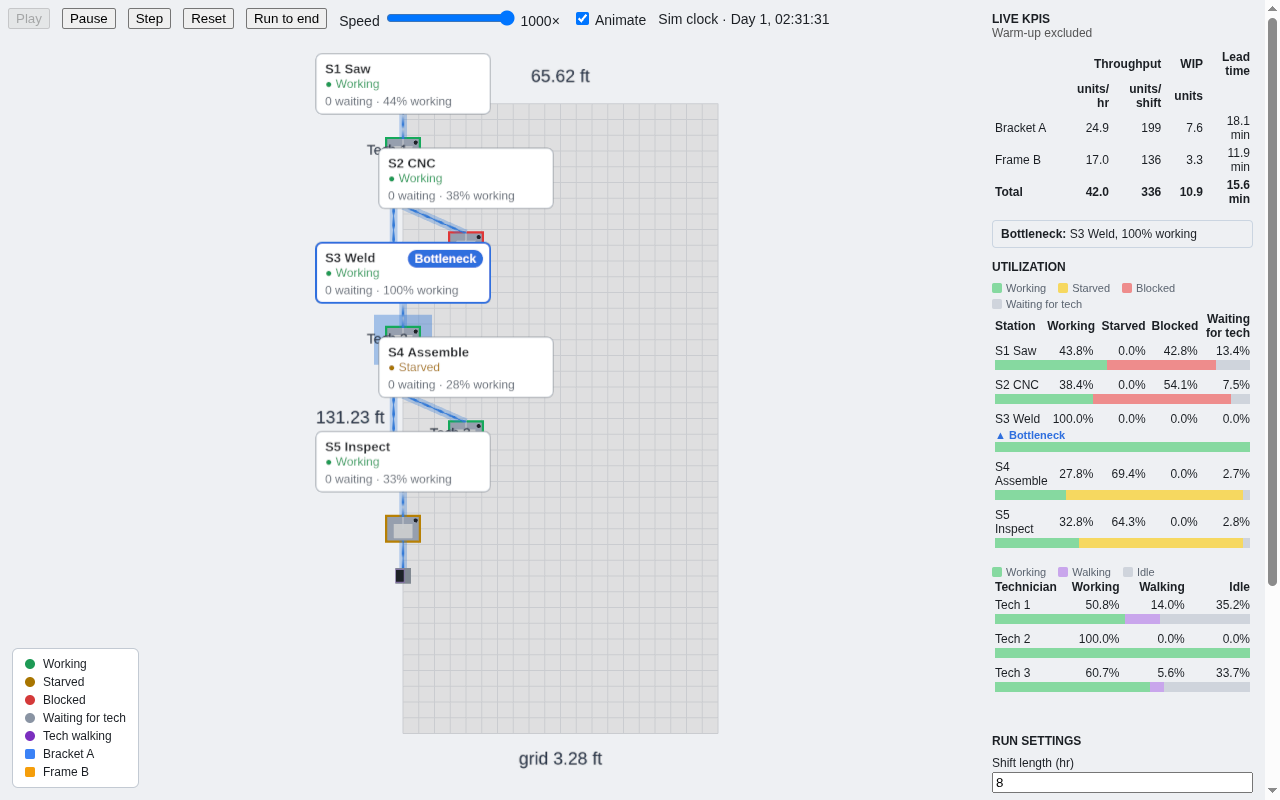 Play Pause Step Reset Run to end Speed 1000× Animate Sim clock · Day 1, 02:31:31
S1 Saw
● Working
0 waiting · 44% working
65.62 ft
S2 CNC
● Working
0 waiting · 38% working
S3 Weld Bottleneck
● Working
0 waiting · 100% working
S4 Assemble
● Starved
0 waiting · 28% working
131.23 ft
S5 Inspect
● Working
0 waiting · 33% working
grid 3.28 ft
Working
Starved
Blocked
Waiting for tech
Tech walking
Bracket A
Frame B
LIVE KPIS
Warm-up excluded
Throughput WIP Lead time
units/hr units/shift units
Bracket A 24.9 199 7.6 18.1 min
Frame B 17.0 136 3.3 11.9 min
Total 42.0 336 10.9 15.6 min
Bottleneck: S3 Weld, 100% working
UTILIZATION
Working Starved Blocked
Waiting for tech
Station Working Starved Blocked Waiting for tech
S1 Saw 43.8% 0.0% 42.8% 13.4%
S2 CNC 38.4% 0.0% 54.1% 7.5%
S3 Weld 100.0% 0.0% 0.0% 0.0%
▲ Bottleneck
S4 Assemble 27.8% 69.4% 0.0% 2.7%
S5 Inspect 32.8% 64.3% 0.0% 2.8%
Working Walking Idle
Technician Working Walking Idle
Tech 1 50.8% 14.0% 35.2%
Tech 2 100.0% 0.0% 0.0%
Tech 3 60.7% 5.6% 33.7%
RUN SETTINGS
Shift length (hr)
8